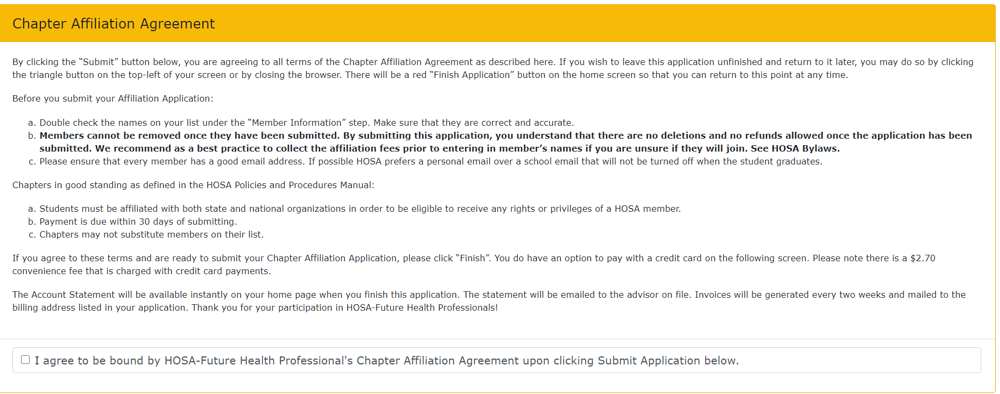 Chapter Affiliation Agreement
By clicking the “Submit” button below, you are agreeing to all terms of the Chapter Affiliation Agreement as described here. If you wish to leave this application unfinished and return to it later, you may do so by clicking
the triangle button on the top-left of your screen or by closing the browser. There will be a red “Finish Application” button on the home screen so that you can return to this point at any time.
Before you submit your Affiliation Application:
a. Double check the names on your list under the “Member Information” step. Make sure that they are correct and accurate.
b. Members cannot be removed once they have been submitted. By submitting this application, you understand that there are no deletions and no refunds allowed once the application has been
submitted. We recommend as a best practice to collect the affiliation fees prior to entering in member’s names if you are unsure if they will join. See HOSA Bylaws.
c. Please ensure that every member has a good email address. If possible HOSA prefers a personal email over a school email that will not be turned off when the student graduates.
Chapters in good standing as defined in the HOSA Policies and Procedures Manual:
a. Students must be affiliated with both state and national organizations in order to be eligible to receive any rights or privileges of a HOSA member.
b. Payment is due within 30 days of submitting.
c. Chapters may not substitute members on their list.
If you agree to these terms and are ready to submit your Chapter Affiliation Application, please click “Finish”. You do have an option to pay with a credit card on the following screen. Please note there is a $2.70
convenience fee that is charged with credit card payments.
The Account Statement will be available instantly on your home page when you finish this application. The statement will be emailed to the advisor on file. Invoices will be generated every two weeks and mailed to the
billing address listed in your application. Thank you for your participation in HOSA-Future Health Professionals!
I agree to be bound by HOSA-Future Health Professional's Chapter Affiliation Agreement upon clicking Submit Application below.